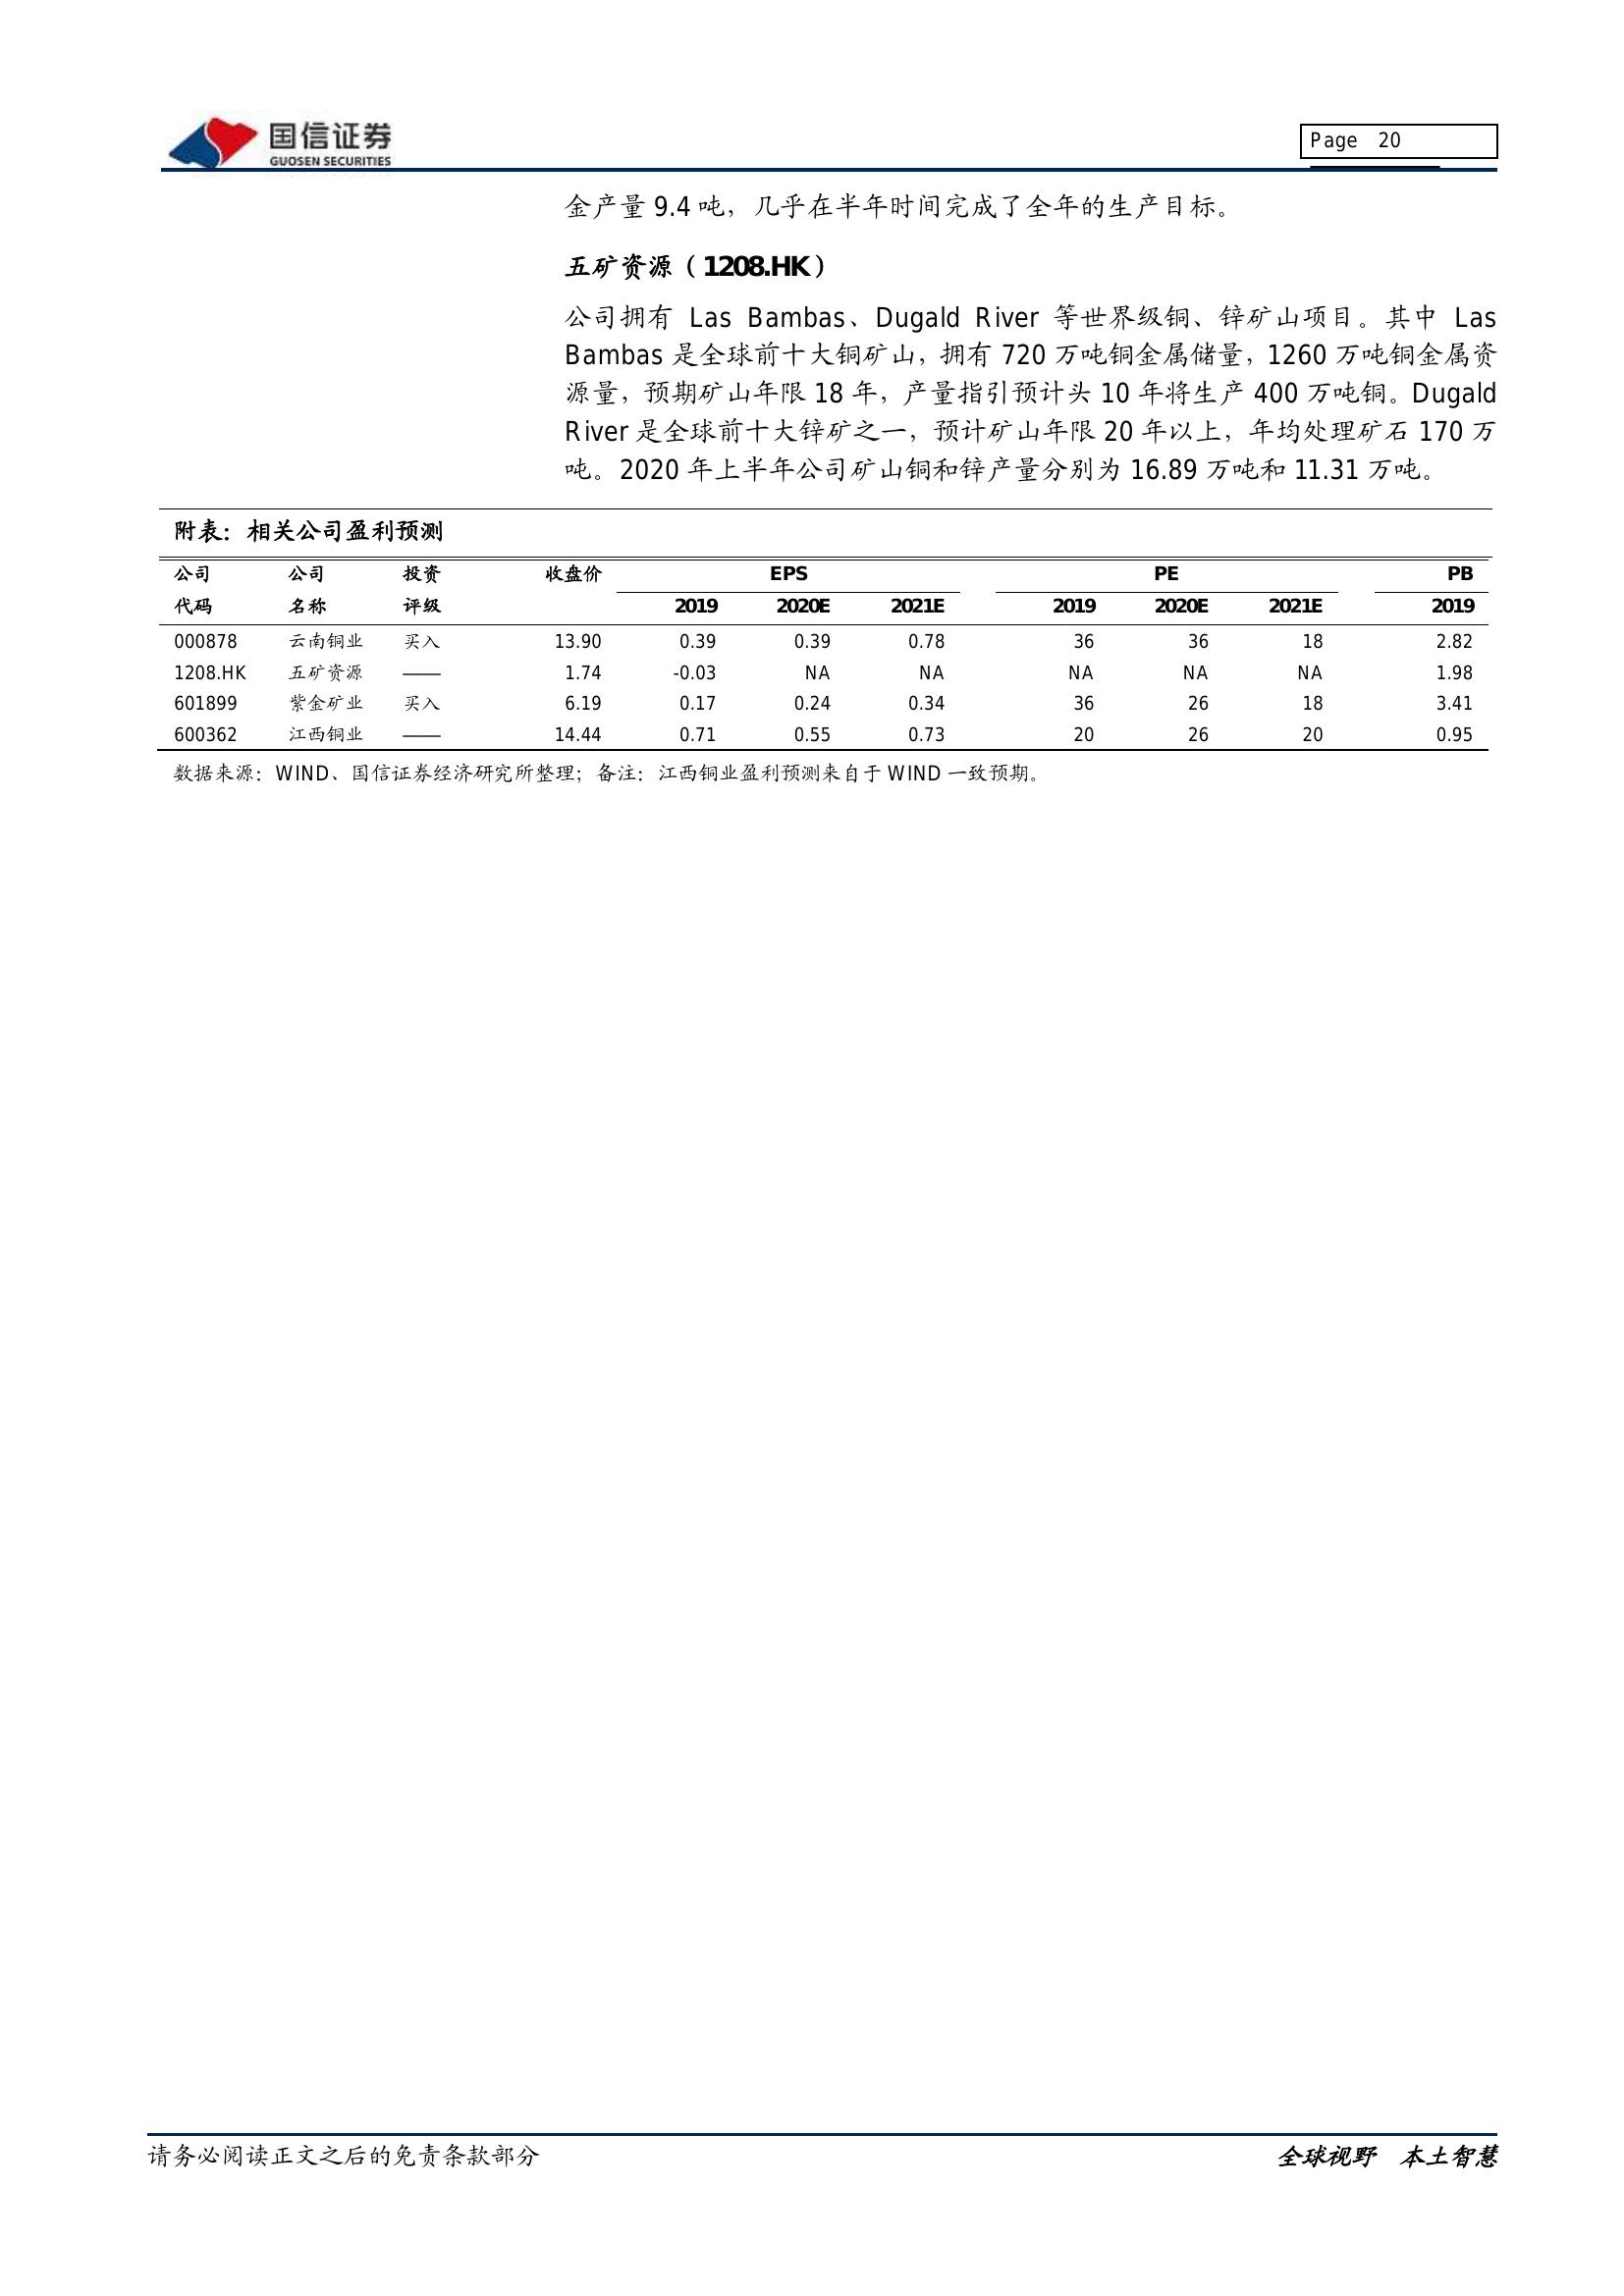 国信证券
GUOSEN SECURITIES
Page 20
金产量 9.4 吨，几乎在半年时间完成了全年的生产目标。
五矿资源（1208.HK）
公司拥有 Las Bambas、Dugald River 等世界级铜、锌矿山项目。其中 Las
Bambas 是全球前十大铜矿山，拥有 720 万吨铜金属储量，1260 万吨铜金属资
源量，预期矿山年限 18 年，产量指引预计头 10 年将生产 400 万吨铜。Dugald
River 是全球前十大锌矿之一，预计矿山年限 20 年以上，年均处理矿石 170 万
吨。2020 年上半年公司矿山铜和锌产量分别为 16.89 万吨和 11.31 万吨。
附表：相关公司盈利预测
公司 公司 投资 收盘价 EPS PE PB
代码 名称 评级 2019 2020E 2021E 2019 2020E 2021E 2019
000878 云南铜业 买入 13.90 0.39 0.39 0.78 36 36 18 2.82
1208.HK 五矿资源 —— 1.74 -0.03 NA NA NA NA NA 1.98
601899 紫金矿业 买入 6.19 0.17 0.24 0.34 36 26 18 3.41
600362 江西铜业 —— 14.44 0.71 0.55 0.73 20 26 20 0.95
数据来源：WIND、国信证券经济研究所整理；备注：江西铜业盈利预测来自于 WIND 一致预期。
请务必阅读正文之后的免责条款部分 全球视野 本土智慧